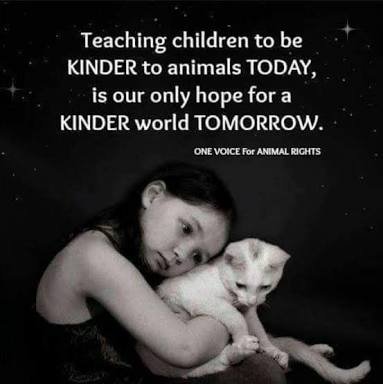 Teaching children to be
KINDER to animals TODAY,
is our only hope for a
KINDER world TOMORROW.
ONE VOICE For ANIMAL RIGHTS